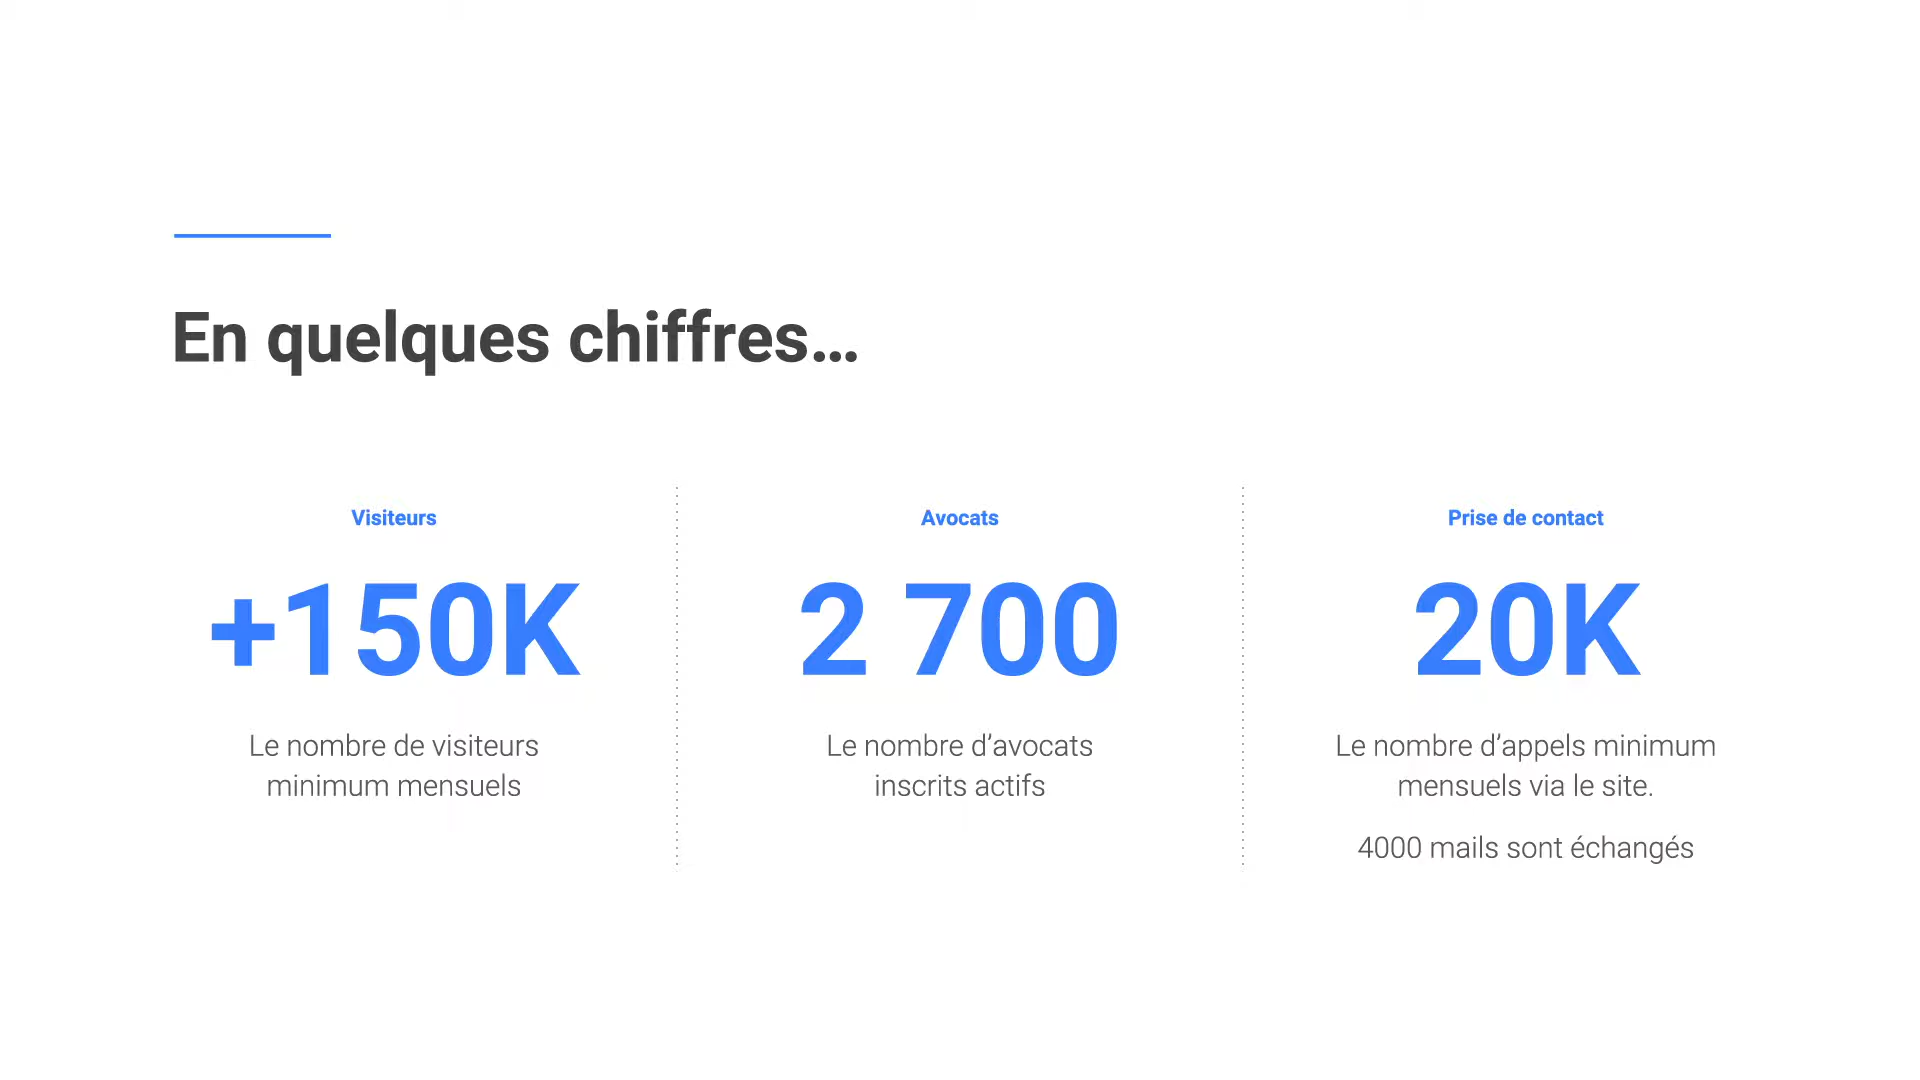 En quelques chiffres...
Visiteurs
+150K
Le nombre de visiteurs
minimum mensuels
Avocats
2 700
Le nombre d’avocats
inscrits actifs
Prise de contact
20K
Le nombre d’appels minimum
mensuels via le site.
4000 mails sont échangés